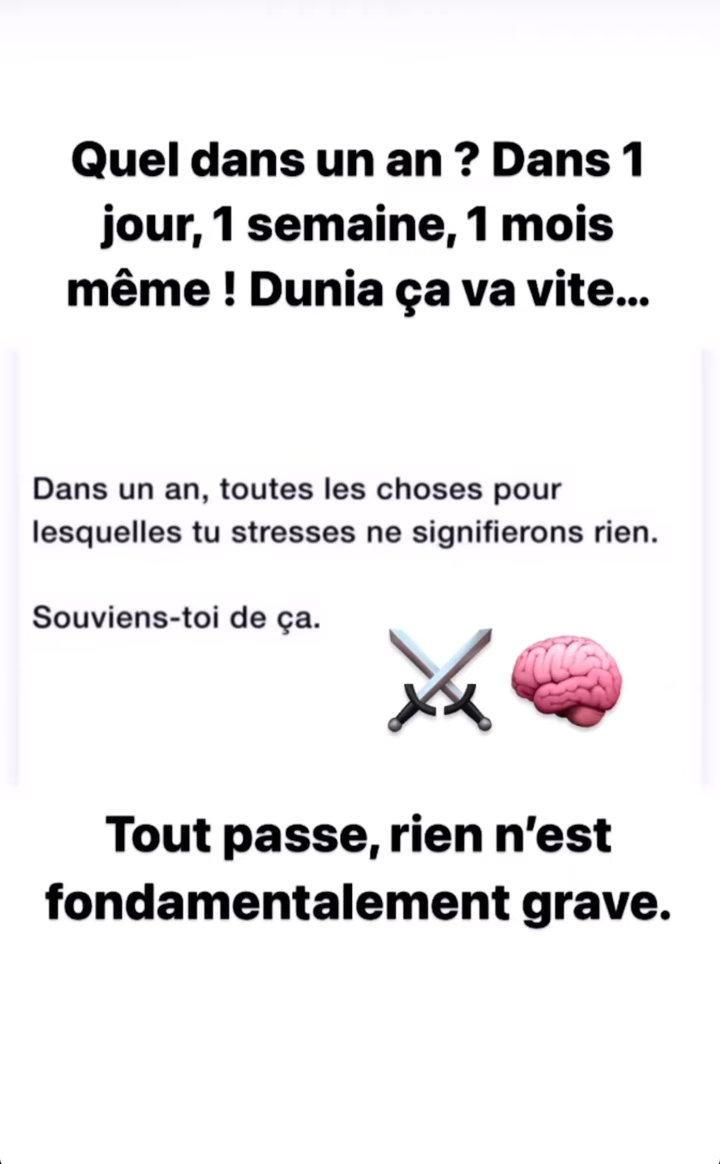 Quel dans un an ? Dans 1
jour, 1 semaine, 1 mois
même ! Dunia ça va vite...
Dans un an, toutes les choses pour
lesquelles tu stresses ne signifierons rien.
Souviens-toi de ça.
Tout passe, rien n’est
fondamentalement grave.